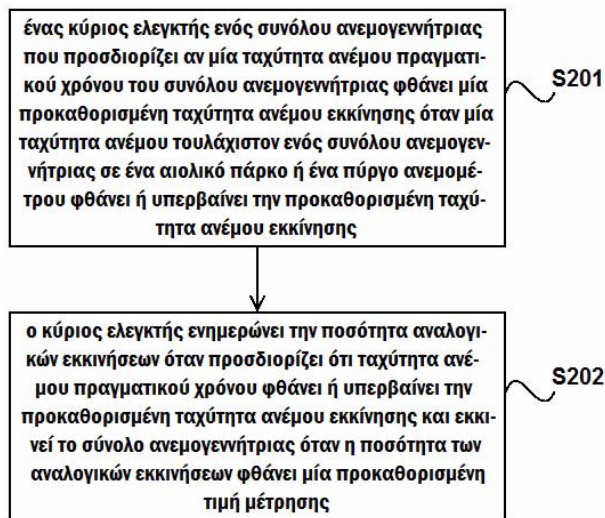 ένας κύριος ελεγκτής ενός συνόλου ανεμογεννήτριας
που προσδιορίζει αν μία ταχύτητα ανέμου πραγματι-
κού χρόνου του συνόλου ανεμογεννήτριας φθάνει μία
προκαθορισμένη ταχύτητα ανέμου εκκίνησης όταν μία
ταχύτητα ανέμου τουλάχιστον ενός συνόλου ανεμογεν-
νήτριας σε ένα αιολικό πάρκο ή ένα πύργο ανεμομέ-
τρου φθάνει ή υπερβαίνει την προκαθορισμένη ταχύ-
τητα ανέμου εκκίνησης
S201
ο κύριος ελεγκτής ενημερώνει την ποσότητα αναλογι-
κών εκκινήσεων όταν προσδιορίζει ότι ταχύτητα ανέ-
μου πραγματικού χρόνου φθάνει ή υπερβαίνει την
προκαθορισμένη ταχύτητα ανέμου εκκίνησης και εκκι-
νεί το σύνολο ανεμογεννήτριας όταν η ποσότητα των
αναλογικών εκκινήσεων φθάνει μία προκαθορισμένη
τιμή μέτρησης
S202